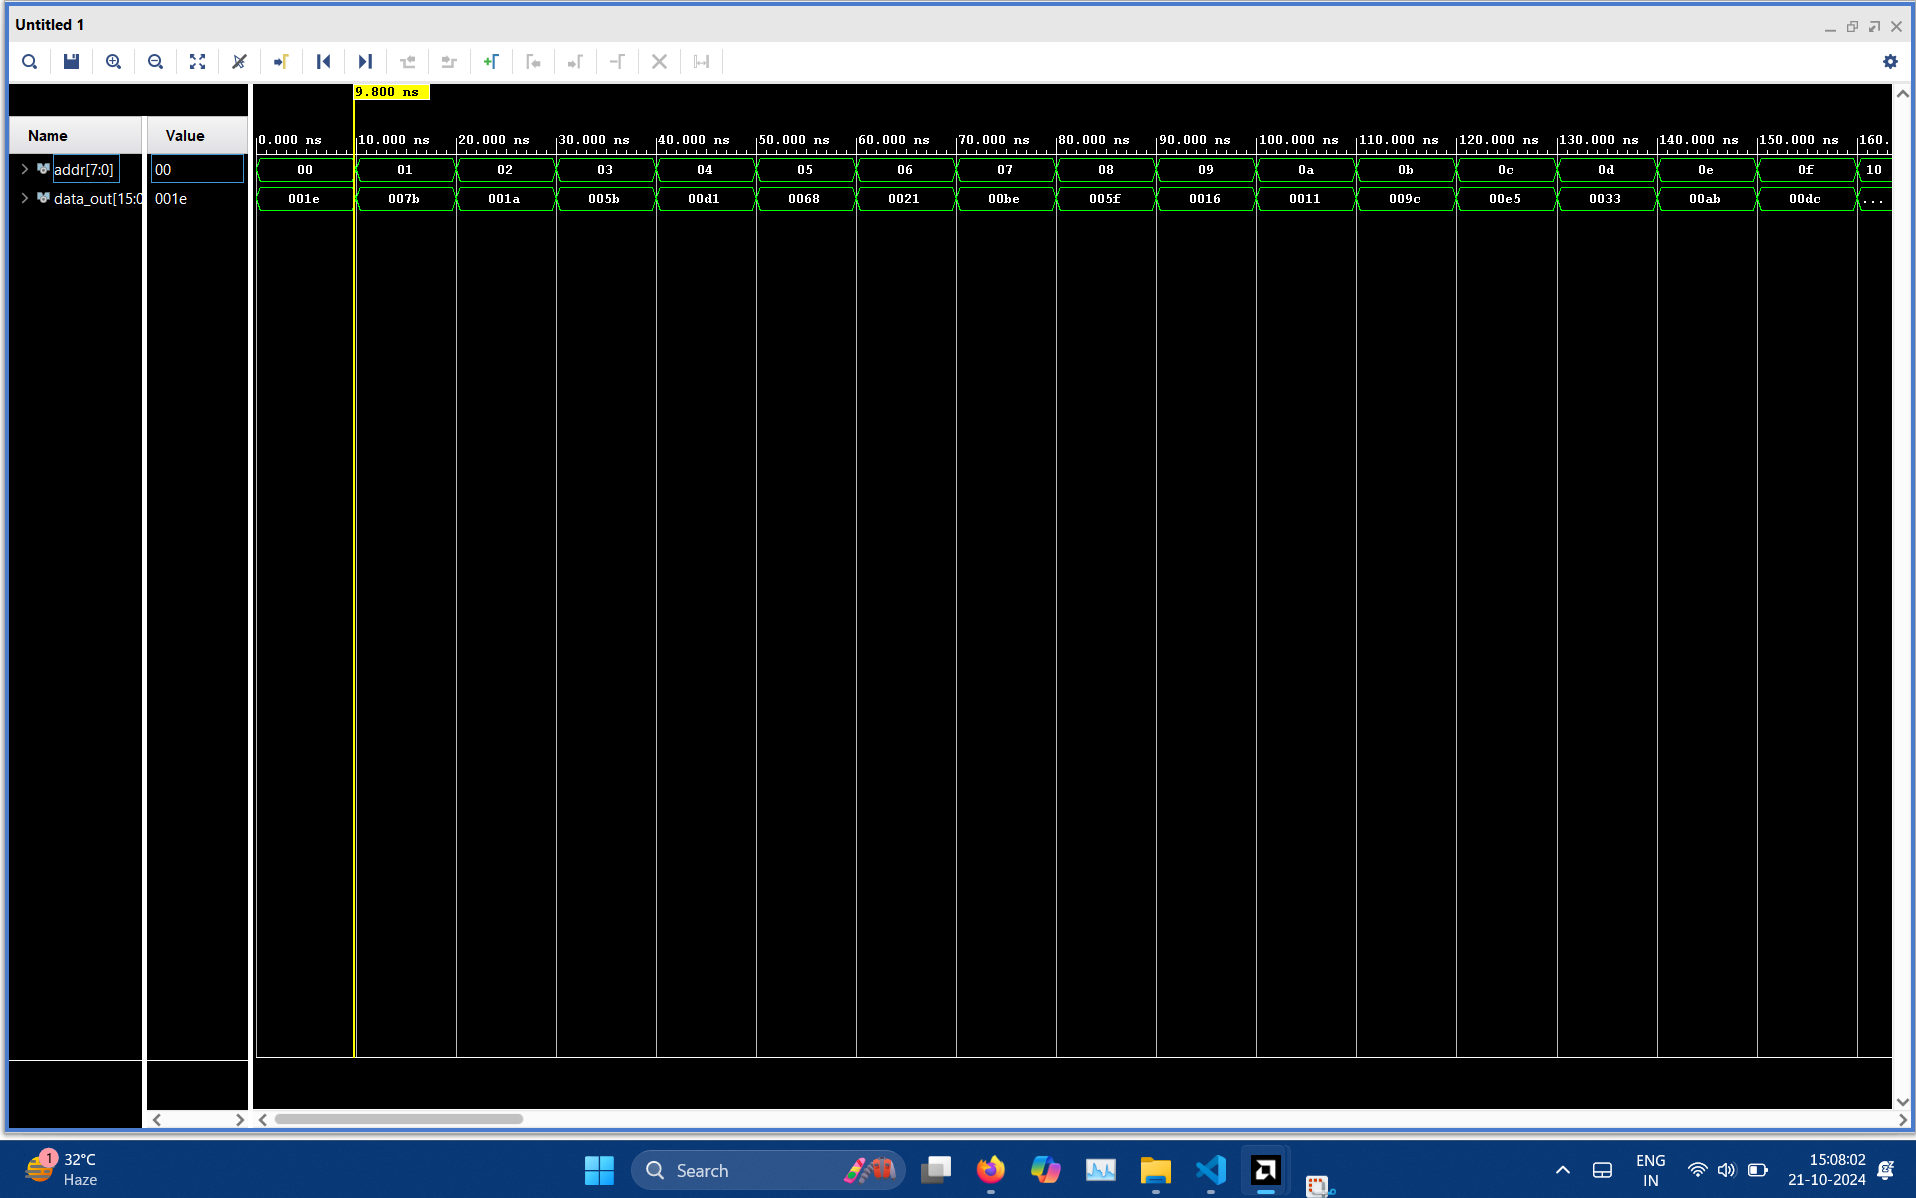 Untitled 1
9.800 ns
Name Value
0.000 ns 10.000 ns 20.000 ns 30.000 ns 40.000 ns 50.000 ns 60.000 ns 70.000 ns 80.000 ns 90.000 ns 100.000 ns 110.000 ns 120.000 ns 130.000 ns 140.000 ns 150.000 ns 160.
addr[7:0] 00 00 01 02 03 04 05 06 07 08 09 0a 0b 0c 0d 0e 0f 10
data_out[15:0 001e 001e 007b 001a 005b 00d1 0068 0021 00be 005f 0016 0011 009c 00e5 0033 00ab 00dc ...
1
32°C
Haze
Search
ENG
IN
15:08:02
21-10-2024